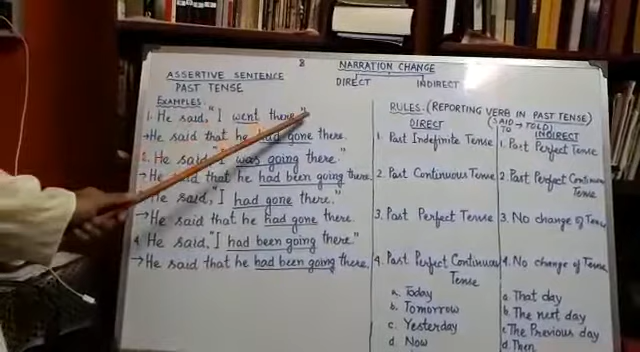 8
NARRATION CHANGE
DIRECT INDIRECT
ASSERTIVE SENTENCE
PAST TENSE
EXAMPLES:
1. He said, "I went there."
→ He said that he had gone there.
2. He said, "I was going there."
→ He said that he had been going there.
He said, "I had gone there."
→ He said that he had gone there.
4. He said, "I had been going there."
→ He said that he had been going there.
RULES:(REPORTING VERB IN PAST TENSE)
(SAID → TOLD)
TO
DIRECT INDIRECT
1. Past Indefinite Tense 1. Past Perfect Tense
2. Past Continuous Tense 2. Past Perfect Continuous
Tense
3. Past Perfect Tense 3. No change of Tense
4. Past Perfect Continuous 4. No change of Tense
Tense
a. Today a. That day
b. Tomorrow b. The next day
c. Yesterday c. The Previous day
d. Now d. Then